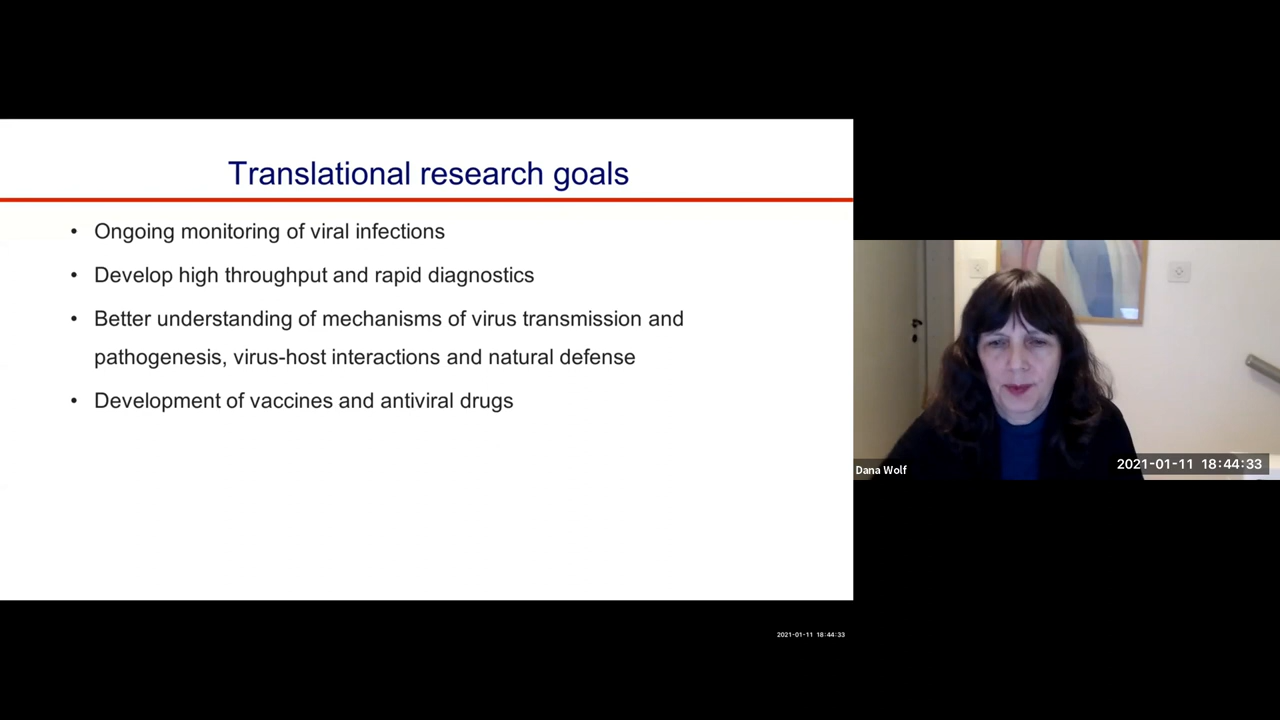 Translational research goals
• Ongoing monitoring of viral infections
• Develop high throughput and rapid diagnostics
• Better understanding of mechanisms of virus transmission and
pathogenesis, virus-host interactions and natural defense
• Development of vaccines and antiviral drugs
Dana Wolf
2021-01-11 18:44:33
2021-01-11 18:44:33